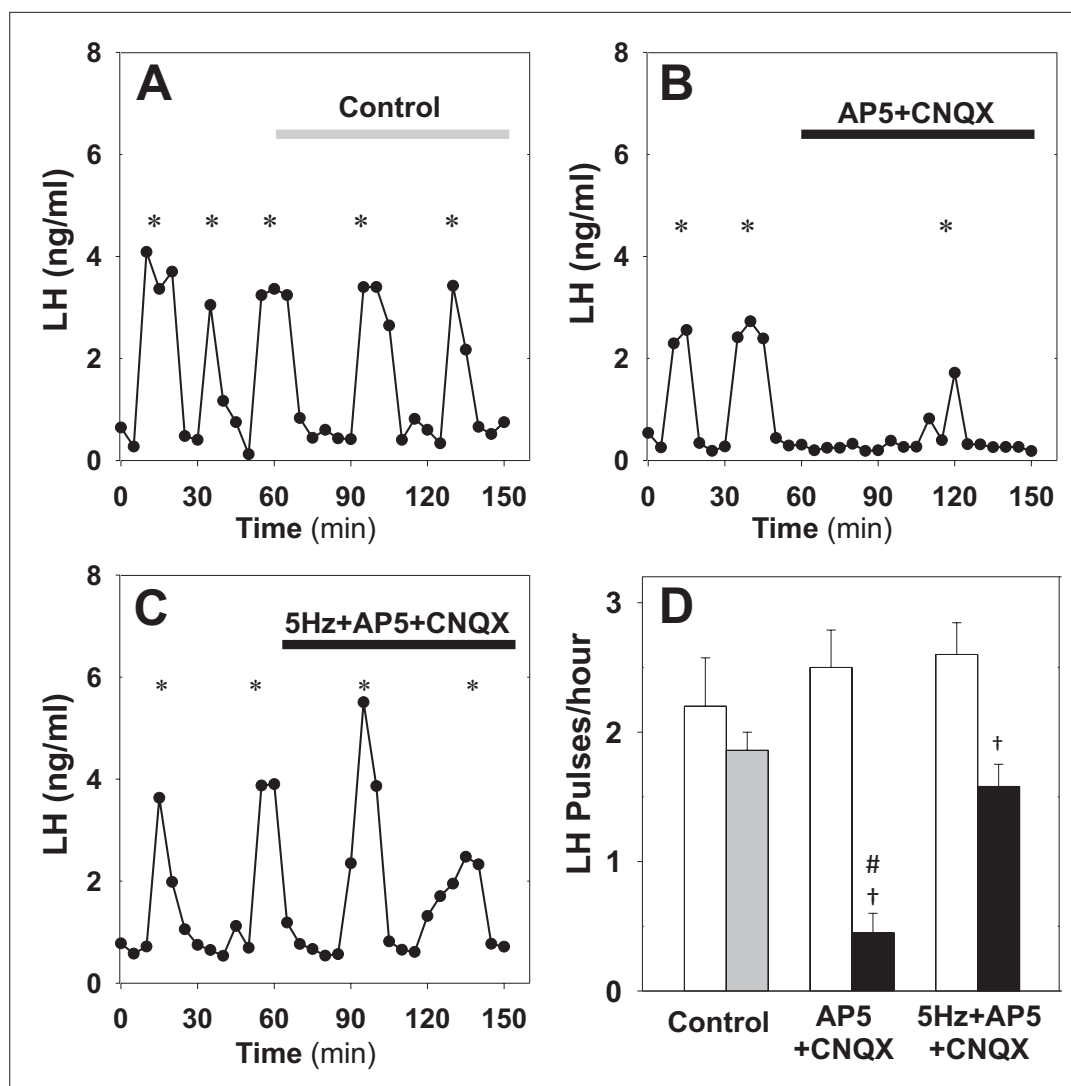 A
Control
8
6
4
2
0
LH (ng/ml)
* * * * *
0 30 60 90 120 150
Time (min)
B
AP5+CNQX
8
6
4
2
0
LH (ng/ml)
* * *
0 30 60 90 120 150
Time (min)
C
5Hz+AP5+CNQX
8
6
4
2
0
LH (ng/ml)
* * * *
0 30 60 90 120 150
Time (min)
D
3
2
1
0
LH Pulses/hour
#
†
†
Control
AP5
+CNQX
5Hz+AP5
+CNQX